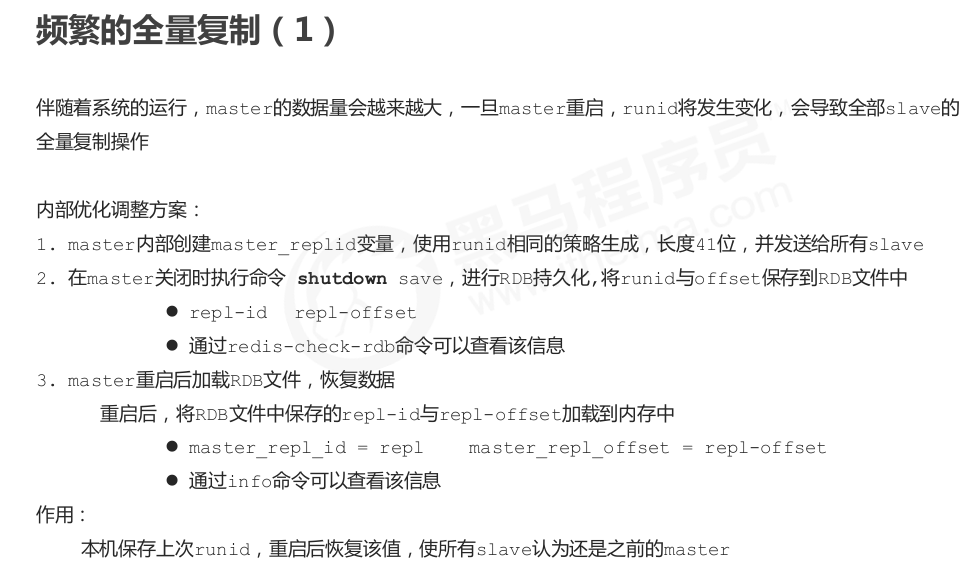 频繁的全量复制（1）
伴随着系统的运行，master的数据量会越来越大，一旦master重启，runid将发生变化，会导致全部slave的
全量复制操作
内部优化调整方案：
1. master内部创建master_replid变量，使用runid相同的策略生成，长度41位，并发送给所有slave
2. 在master关闭时执行命令 shutdown save，进行RDB持久化,将runid与offset保存到RDB文件中
● repl-id repl-offset
● 通过redis-check-rdb命令可以查看该信息
3. master重启后加载RDB文件，恢复数据
重启后，将RDB文件中保存的repl-id与repl-offset加载到内存中
● master_repl_id = repl master_repl_offset = repl-offset
● 通过info命令可以查看该信息
作用：
本机保存上次runid，重启后恢复该值，使所有slave认为还是之前的master
黑马程序员
www.itheima.com